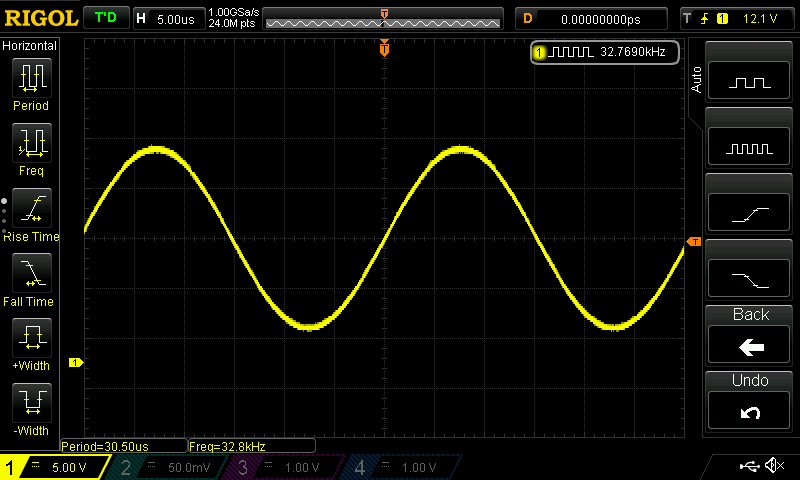 RIGOL T'D H 5.00us 1.00GSa/s 24.0M pts T D 0.00000000ps T 1 12.1 V
Horizontal
T
1 32.7690kHz
Auto
Period
Freq
Rise Time
T
Fall Time
Back
+Width
1
Undo
-Width
Period=30.50us Freq=32.8kHz
1 5.00 V 2 50.0mV 3 1.00 V 4 1.00 V